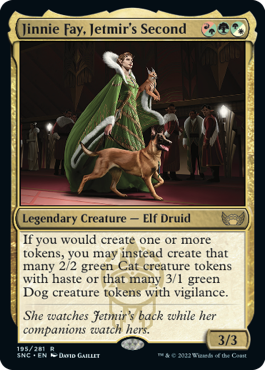 Jinnie Fay, Jetmir's Second
Legendary Creature — Elf Druid
If you would create one or more
tokens, you may instead create that
many 2/2 green Cat creature tokens
with haste or that many 3/1 green
Dog creature tokens with vigilance.
She watches Jetmir's back while her
companions watch hers.
3/3
195/281 R
SNC • EN DAVID GAILLET
™ & © 2022 Wizards of the Coast